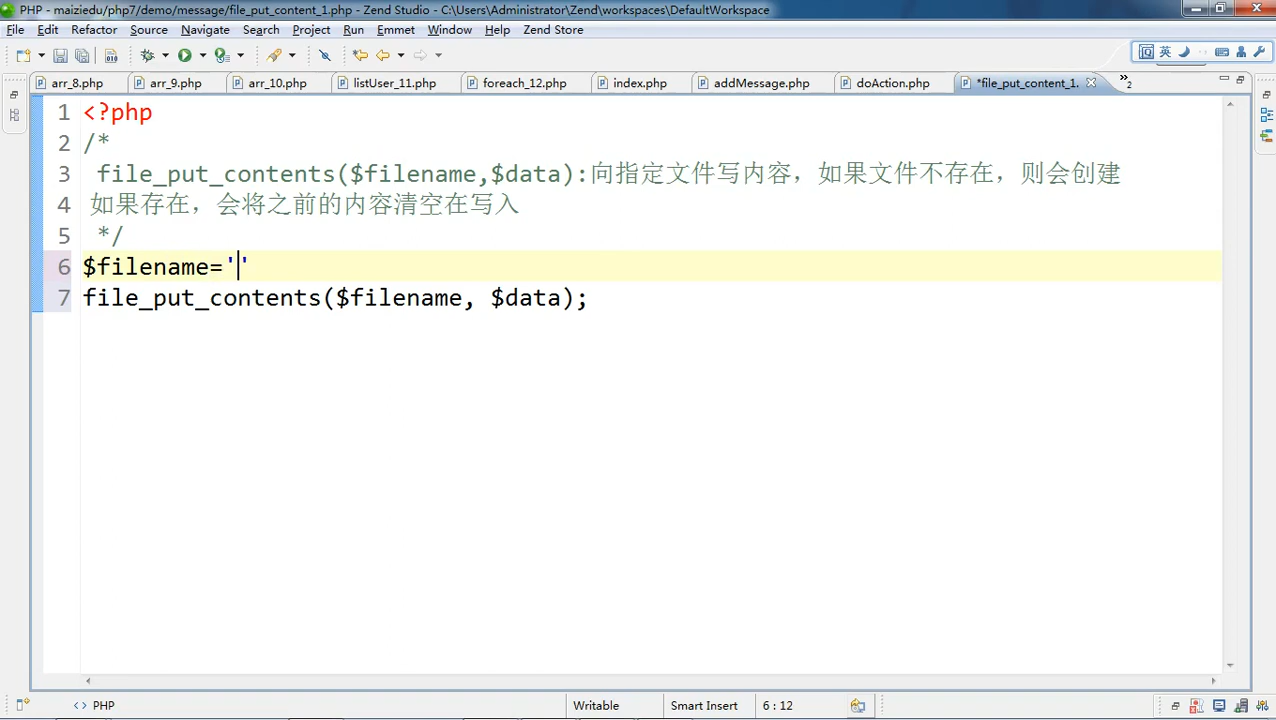 PHP - maiziedu/php7/demo/message/file_put_content_1.php - Zend Studio - C:\Users\Administrator\Zend\workspaces\DefaultWorkspace
File Edit Refactor Source Navigate Search Project Run Emmet Window Help Zend Store
英
arr_8.php arr_9.php arr_10.php listUser_11.php foreach_12.php index.php addMessage.php doAction.php *file_put_content_1. »2
1 <?php
2 /*
3 file_put_contents($filename,$data):向指定文件写内容，如果文件不存在，则会创建
4 如果存在，会将之前的内容清空在写入
5 */
6 $filename=''
7 file_put_contents($filename, $data);
<> PHP Writable Smart Insert 6 : 12